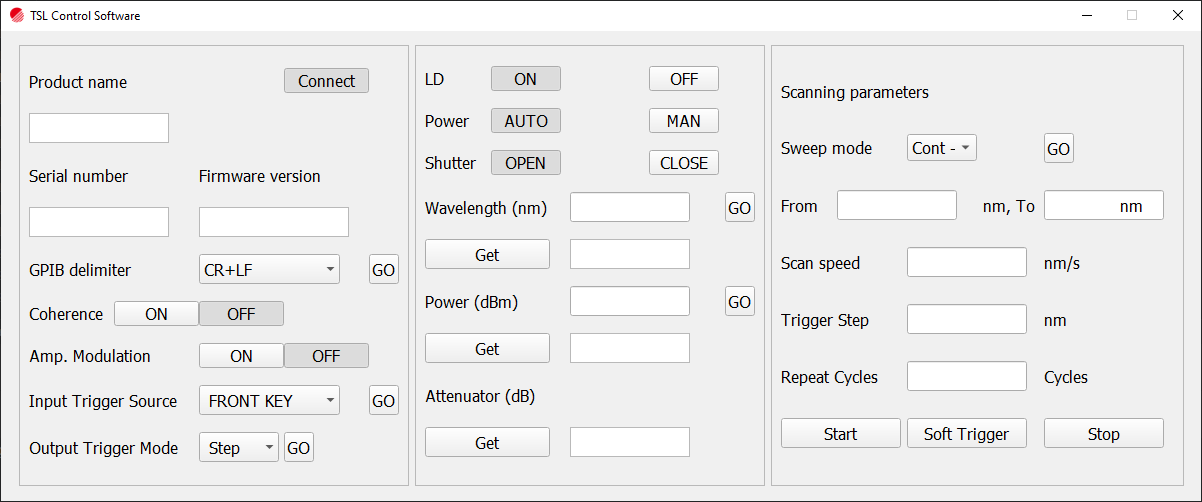 TSL Control Software
Product name Connect
Serial number Firmware version
GPIB delimiter CR+LF GO
Coherence ON OFF
Amp. Modulation ON OFF
Input Trigger Source FRONT KEY GO
Output Trigger Mode Step GO
LD ON OFF
Power AUTO MAN
Shutter OPEN CLOSE
Wavelength (nm) GO
Get
Power (dBm) GO
Get
Attenuator (dB)
Get
Scanning parameters
Sweep mode Cont - GO
From nm, To nm
Scan speed nm/s
Trigger Step nm
Repeat Cycles Cycles
Start Soft Trigger Stop